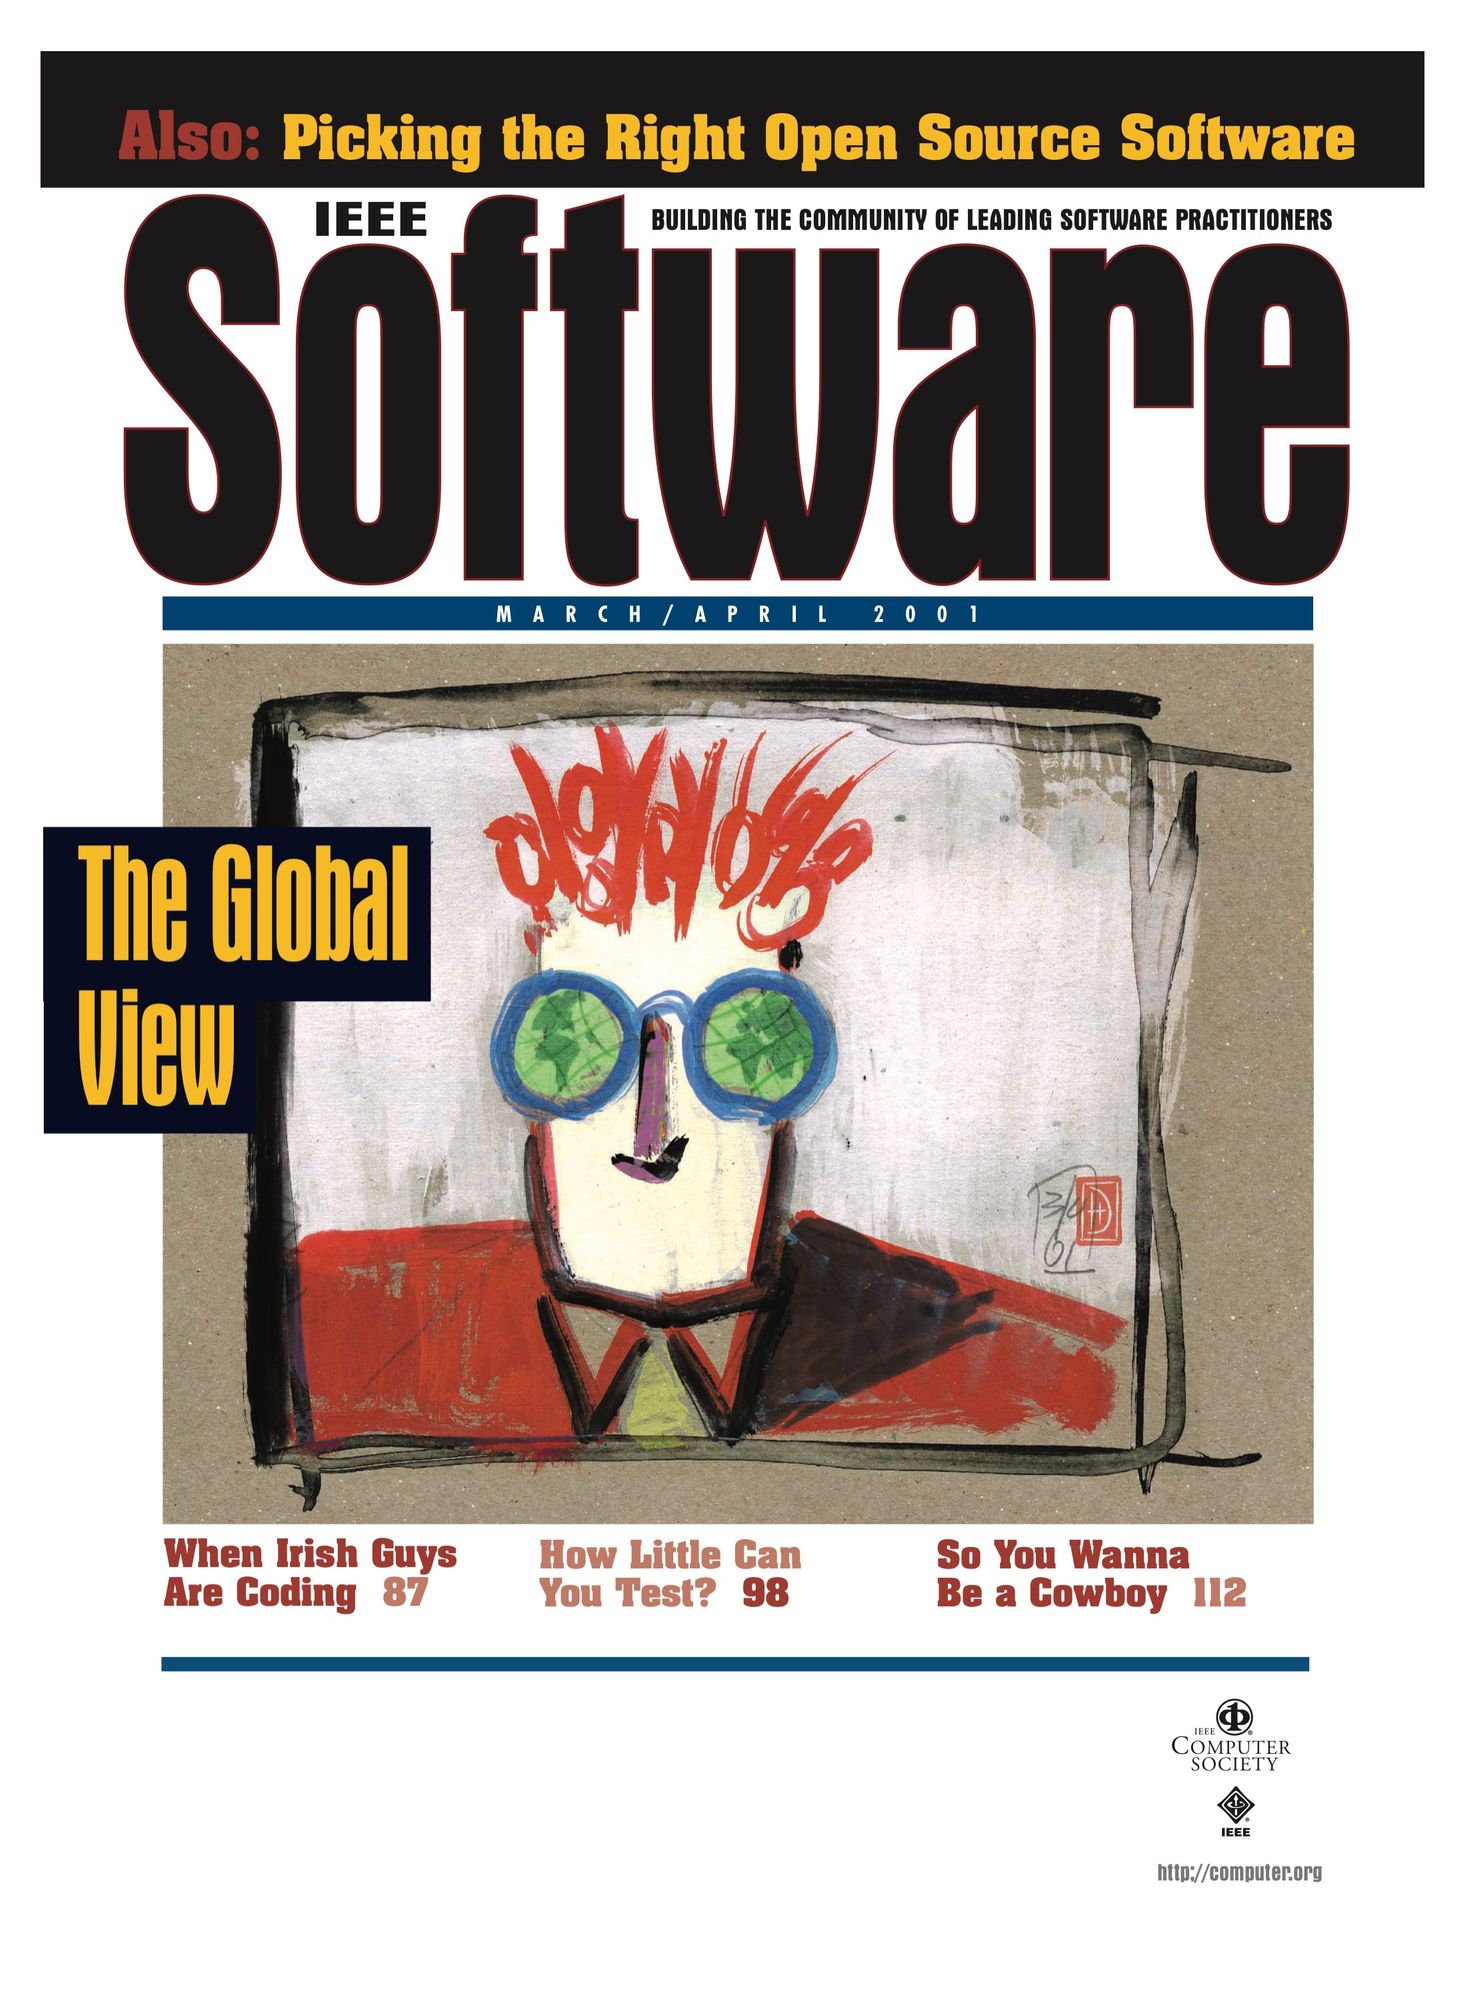 Also: Picking the Right Open Source Software
IEEE
BUILDING THE COMMUNITY OF LEADING SOFTWARE PRACTITIONERS
Software
MARCH/APRIL 2001
The Global
View
When Irish Guys
Are Coding 87
How Little Can
You Test? 98
So You Wanna
Be a Cowboy 112
IEEE
COMPUTER
SOCIETY
IEEE
http://computer.org